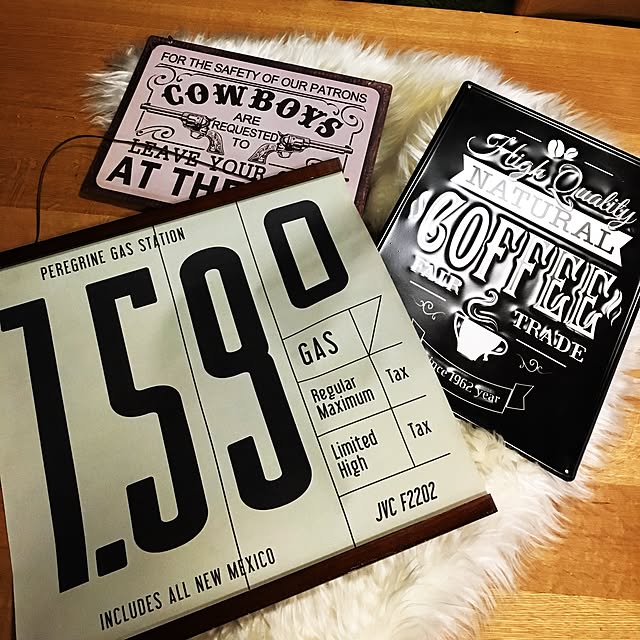 FOR THE SAFETY OF OUR PATRONS
COWBOYS
ARE
REQUESTED
TO
LEAVE YOUR
AT THE
High Quality
NATURAL
COFFEE
FAIR
TRADE
since 1962 year
PEREGRINE GAS STATION
1.59 0
GAS
Regular
Maximum
Tax
Limited
High
Tax
JVC F2202
INCLUDES ALL NEW MEXICO